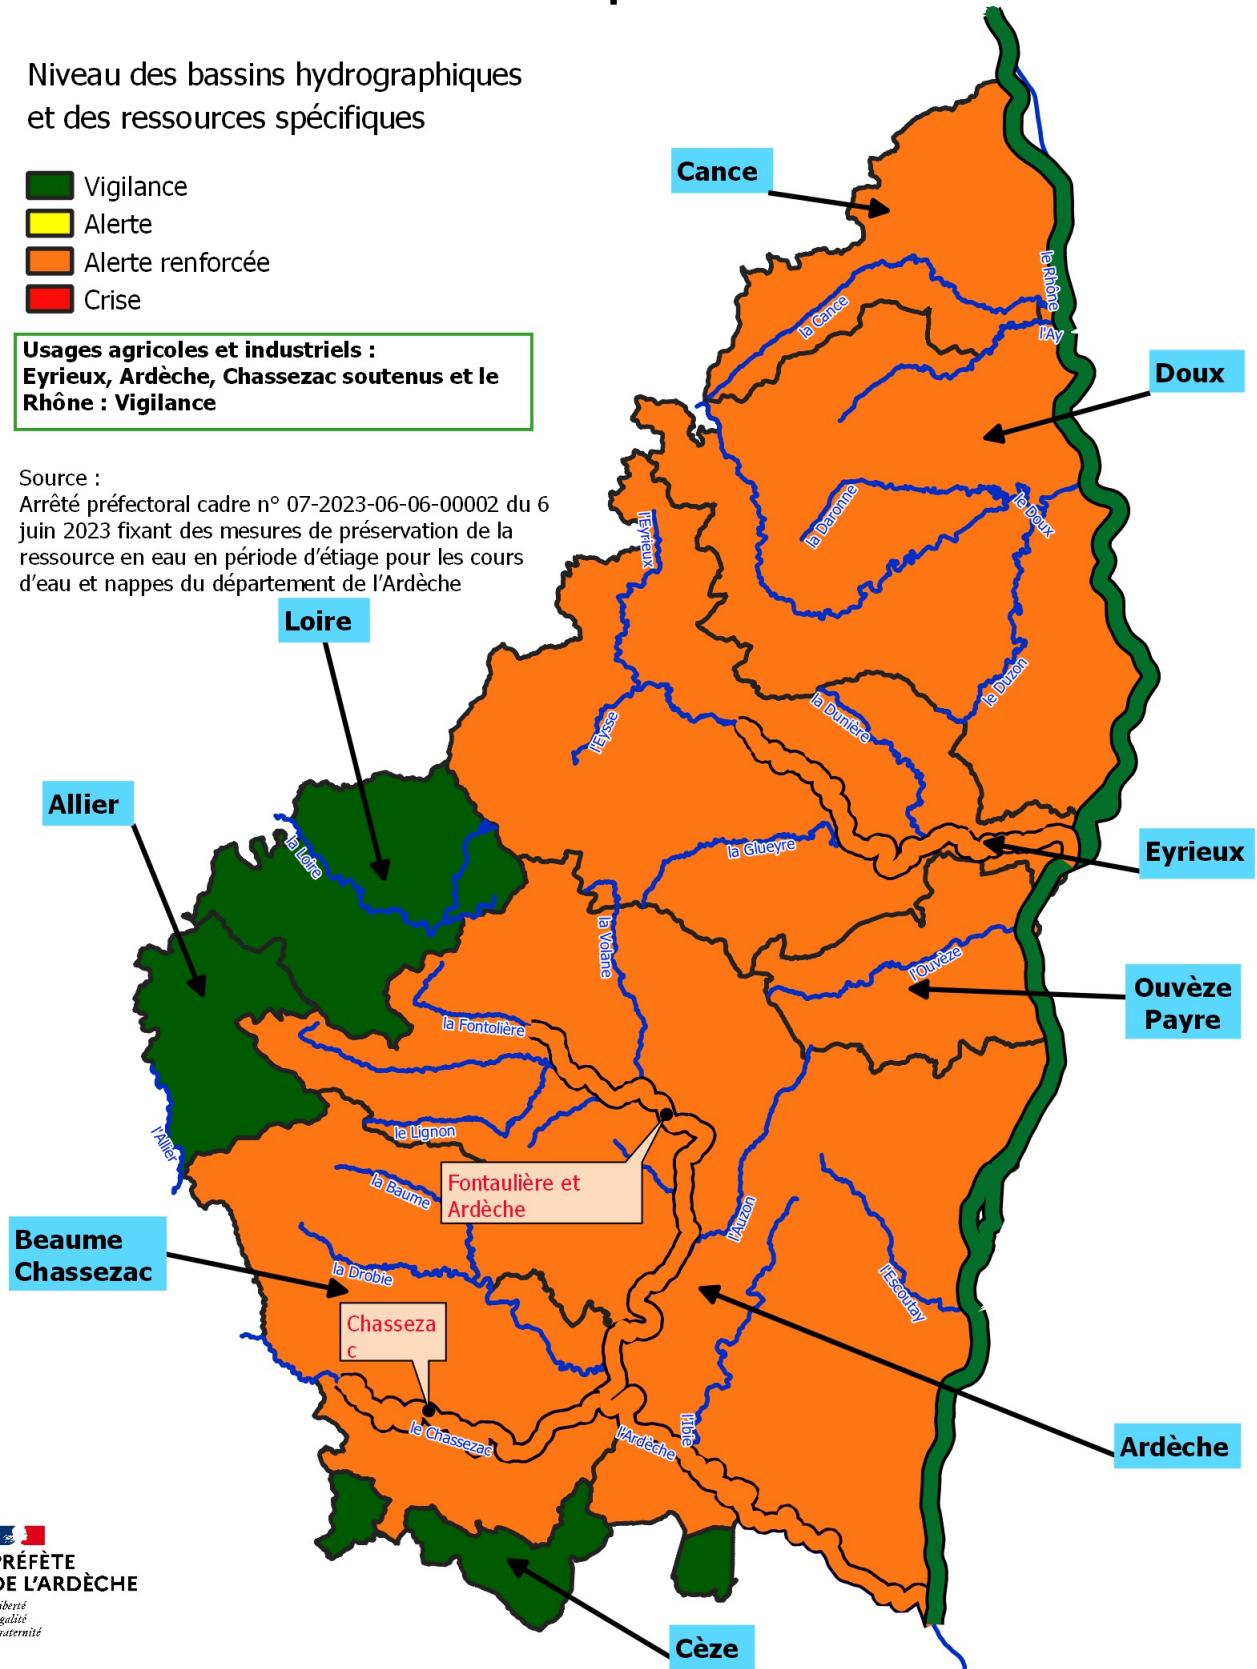 Niveau des bassins hydrographiques
et des ressources spécifiques
Vigilance
Alerte
Alerte renforcée
Crise
Usages agricoles et industriels :
Eyrieux, Ardèche, Chassezac soutenus et le
Rhône : Vigilance
Source :
Arrêté préfectoral cadre n° 07-2023-06-06-00002 du 6
juin 2023 fixant des mesures de préservation de la
ressource en eau en période d'étiage pour les cours
d'eau et nappes du département de l'Ardèche
Cance
le Rhône
la Cance
l'Ay
Doux
la Daronne
le Doux
l'Eyrieux
Loire
le Duzon
la Dunière
l'Eysse
Allier
la Loire
la Glueyre
Eyrieux
la Volane
l'Ouvèze
Ouvèze
Payre
la Fontolière
l'Allier
le Lignon
Fontaulière et
Ardèche
la Baume
l'Auzon
Beaume
Chassezac
la Drobie
l'Escoutay
Chasseza
c
le Chassezac
l'Ardèche
l'Ibie
Ardèche
Cèze
RÉFÈTE
DE L'ARDÈCHE
iberté
galité
raternité